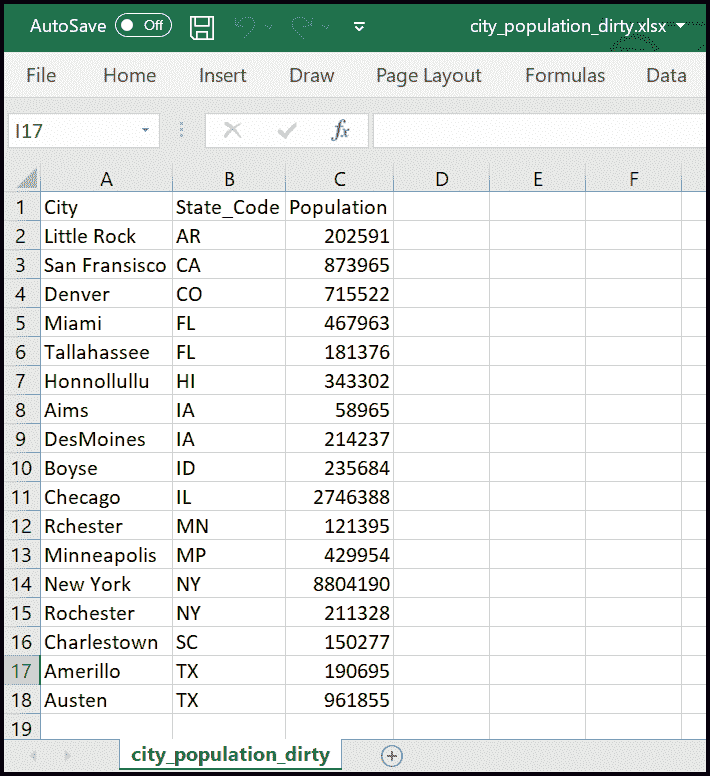 AutoSave Off city_population_dirty.xlsx
File Home Insert Draw Page Layout Formulas Data
I17 fx
A B C D E F
1 City State_Code Population
2 Little Rock AR 202591
3 San Fransisco CA 873965
4 Denver CO 715522
5 Miami FL 467963
6 Tallahassee FL 181376
7 Honnollullu HI 343302
8 Aims IA 58965
9 DesMoines IA 214237
10 Boyse ID 235684
11 Checago IL 2746388
12 Rchester MN 121395
13 Minneapolis MP 429954
14 New York NY 8804190
15 Rochester NY 211328
16 Charlestown SC 150277
17 Amerillo TX 190695
18 Austen TX 961855
19
city_population_dirty